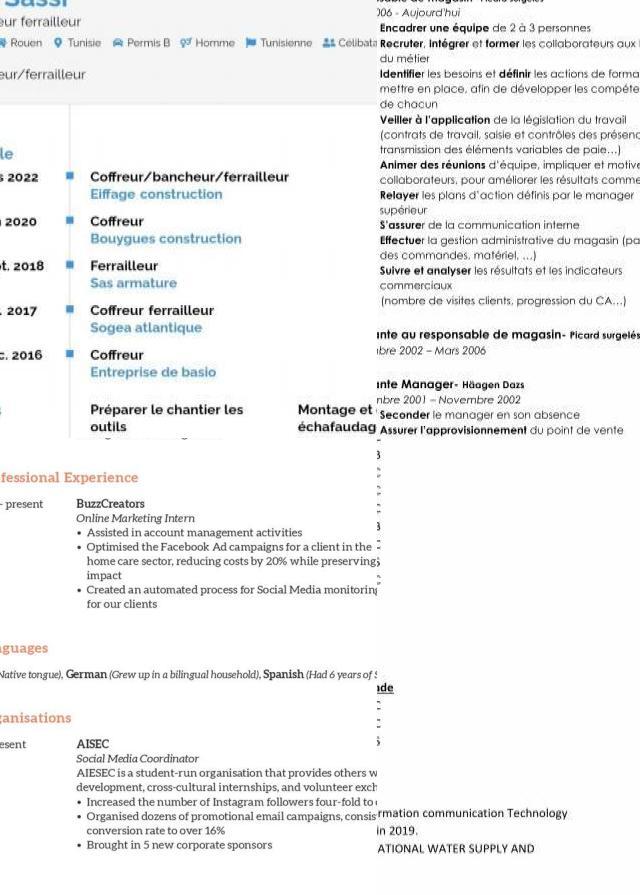 Sassi
eur ferrailleur
Rouen Tunisie Permis B Homme Tunisienne Célibata
eur/ferrailleur
le
s 2022 Coffreur/bancheur/ferrailleur
Eiffage construction
2020 Coffreur
Bouygues construction
t. 2018 Ferrailleur
Sas armature
. 2017 Coffreur ferrailleur
Sogea atlantique
c. 2016 Coffreur
Entreprise de basio
Préparer le chantier les
outils
Montage et
échafaudag
006 - Aujourd'hui
Encadrer une équipe de 2 à 3 personnes
Recruter, intégrer et former les collaborateurs aux
du métier
Identifier les besoins et définir les actions de forma
mettre en place, afin de développer les compéte
de chacun
Veiller à l'application de la législation du travail
(contrats de travail, saisie et contrôles des présenc
transmission des éléments variables de paie...)
Animer des réunions d'équipe, impliquer et motive
collaborateurs, pour améliorer les résultats comme
Relayer les plans d'action définis par le manager
supérieur
S'assurer de la communication interne
Effectuer la gestion administrative du magasin (pa
des commandes, matériel, ...)
Suivre et analyser les résultats et les indicateurs
commerciaux
(nombre de visites clients, progression du CA...)
ante au responsable de magasin- Picard surgelés
bre 2002 – Mars 2006
ante Manager- Häagen Dazs
mbre 2001 – Novembre 2002
Seconder le manager en son absence
Assurer l'approvisionnement du point de vente
fessional Experience
- present BuzzCreators
Online Marketing Intern
• Assisted in account management activities
• Optimised the Facebook Ad campaigns for a client in the
home care sector, reducing costs by 20% while preserving
impact
• Created an automated process for Social Media monitoring
for our clients
nguages
Native tongue), German (Grew up in a bilingual household), Spanish (Had 6 years of
ganisations
esent AISEC
Social Media Coordinator
AIESEC is a student-run organisation that provides others w
development, cross-cultural internships, and volunteer exch
• Increased the number of Instagram followers four-fold to
• Organised dozens of promotional email campaigns, consis
conversion rate to over 16%
• Brought in 5 new corporate sponsors
nde
rmation communication Technology
in 2019.
ATIONAL WATER SUPPLY AND